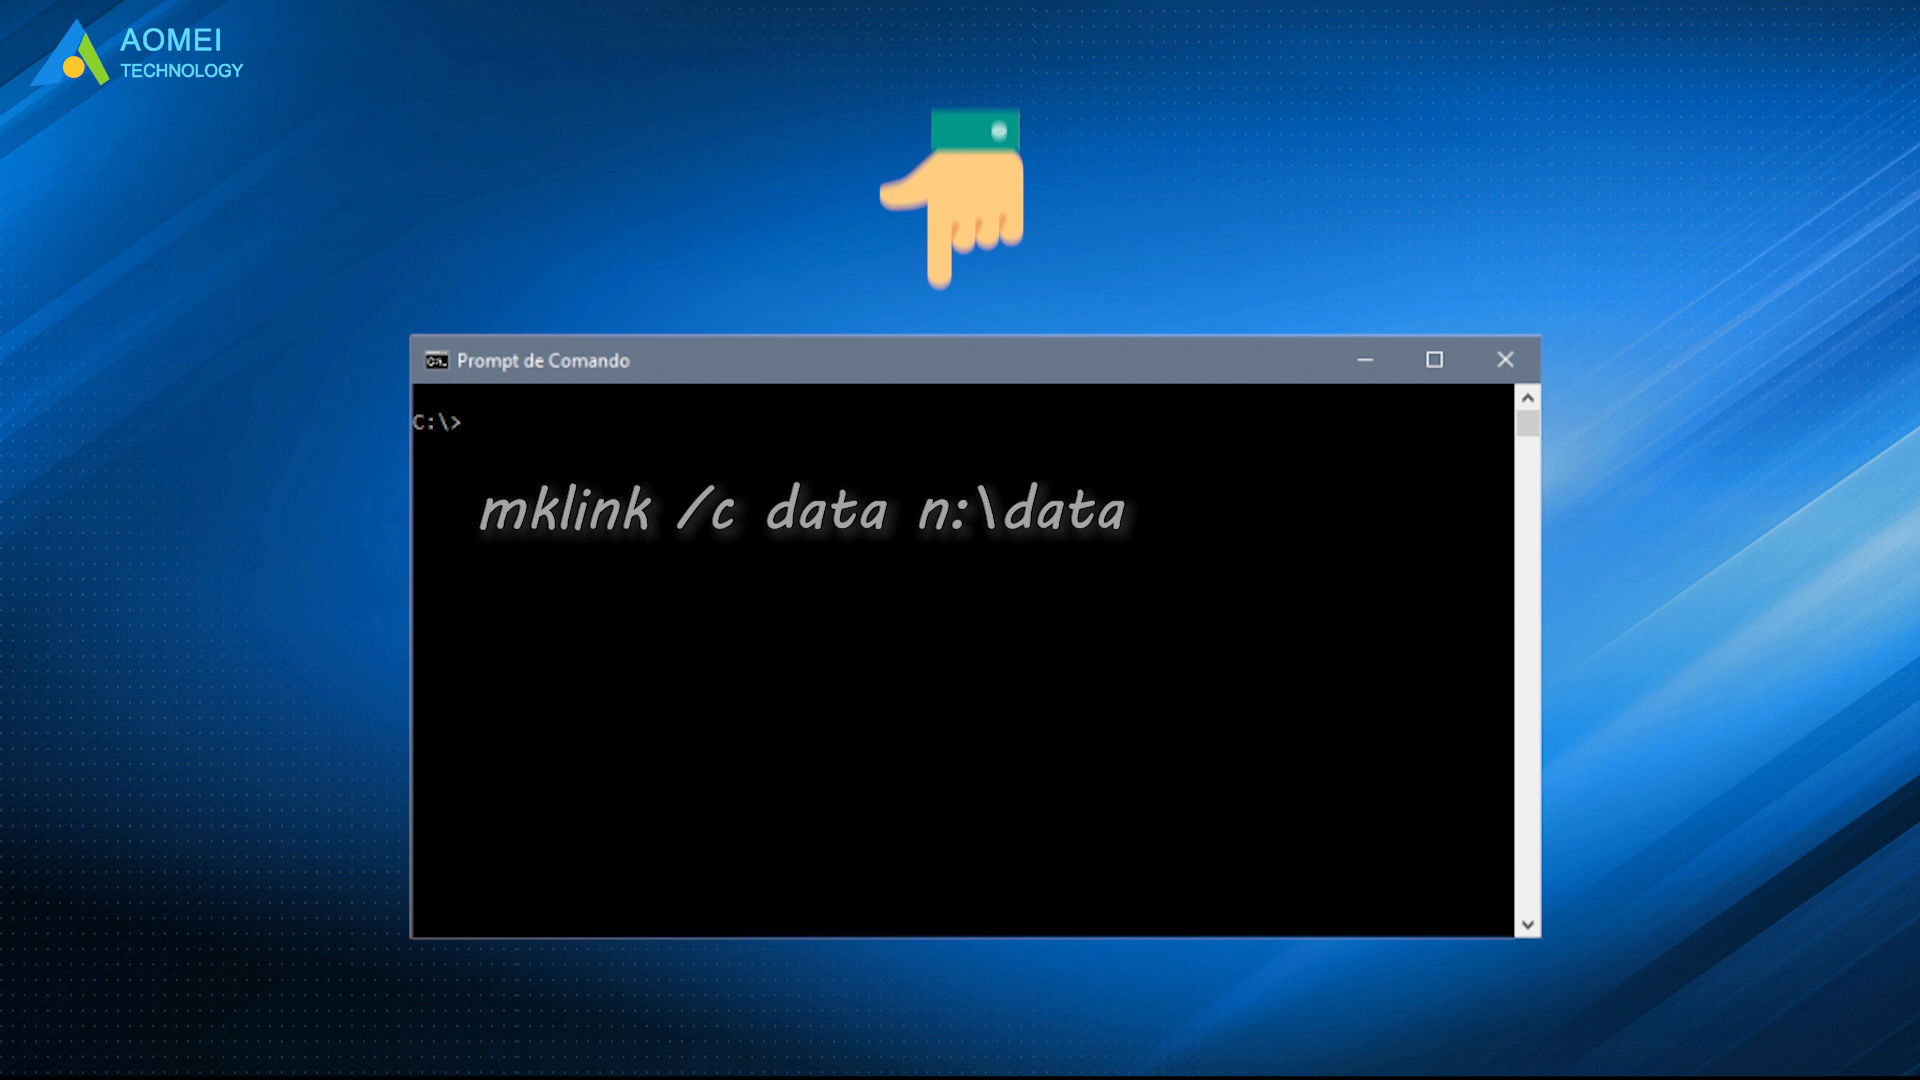 AOMEI
TECHNOLOGY
Prompt de Comando
C:\>
mklink /c data n:\data